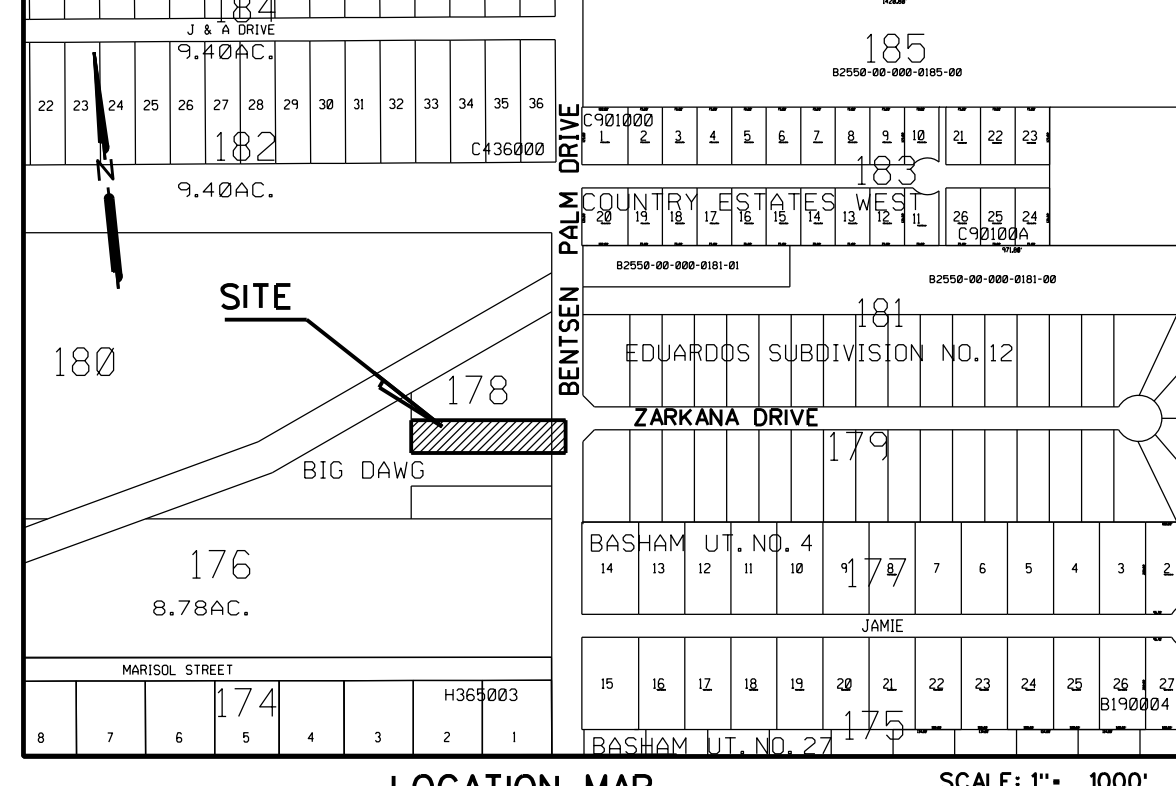 184
J & A DRIVE
9.40AC.
185
B2550-00-000-0185-00
22 23 24 25 26 27 28 29 30 31 32 33 34 35 36
182
C436000
9.40AC.
N
C901000
1 2 3 4 5 6 7 8 9 10 21 22 23
183
COUNTRY ESTATES WEST
20 19 18 17 16 15 14 13 12 11 26 25 24
C90100A
971.88'
BENTSEN PALM DRIVE
B2550-00-000-0181-01
B2550-00-000-0181-00
SITE
181
EDUARDOS SUBDIVISION NO.12
180
178
ZARKANA DRIVE
179
BIG DAWG
BASHAM UT. NO. 4
14 13 12 11 10 9 8 7 6 5 4 3 2
177
176
8.78AC.
JAMIE
MARISOL STREET
174
H365003
15 16 17 18 19 20 21 22 23 24 25 26 27
B190004
175
8 7 6 5 4 3 2 1
BASHAM UT. NO. 27
LOCATION MAP
SCALE: 1"= 1000'